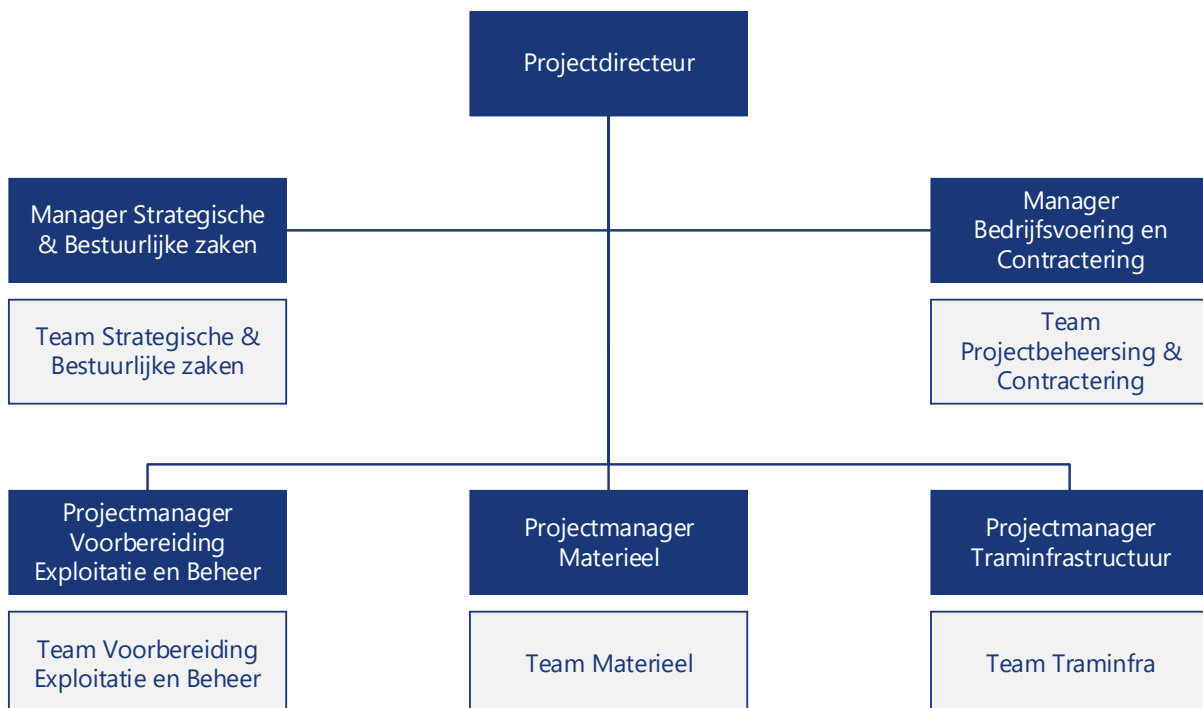 Projectdirecteur
Manager Strategische
& Bestuurlijke zaken
Team Strategische &
Bestuurlijke zaken
Manager
Bedrijfsvoering en
Contractering
Team
Projectbeheersing &
Contractering
Projectmanager
Voorbereiding
Exploitatie en Beheer
Team Voorbereiding
Exploitatie en Beheer
Projectmanager
Materieel
Team Materieel
Projectmanager
Traminfrastructuur
Team Traminfra